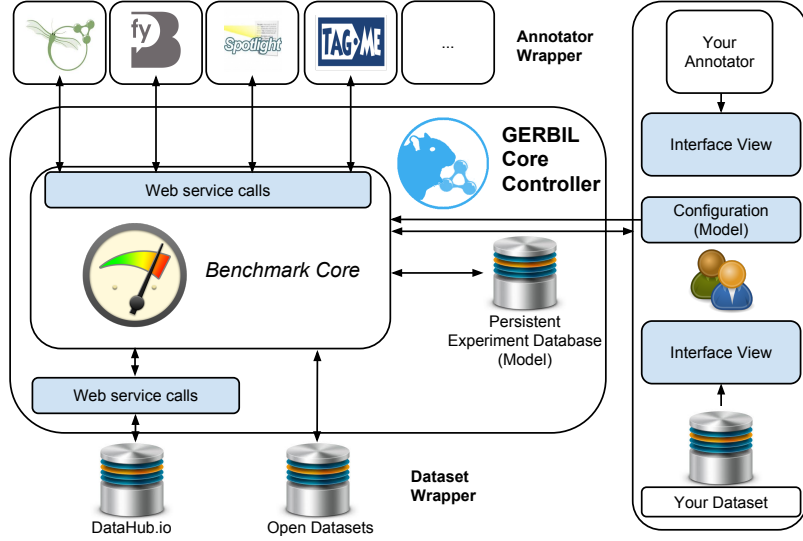 fy
Spotlight
TAG ME
...
Annotator
Wrapper
Your
Annotator
Interface View
GERBIL
Core
Controller
Web service calls
Configuration
(Model)
Benchmark Core
Persistent
Experiment Database
(Model)
Interface View
Web service calls
Dataset
Wrapper
DataHub.io
Open Datasets
Your Dataset